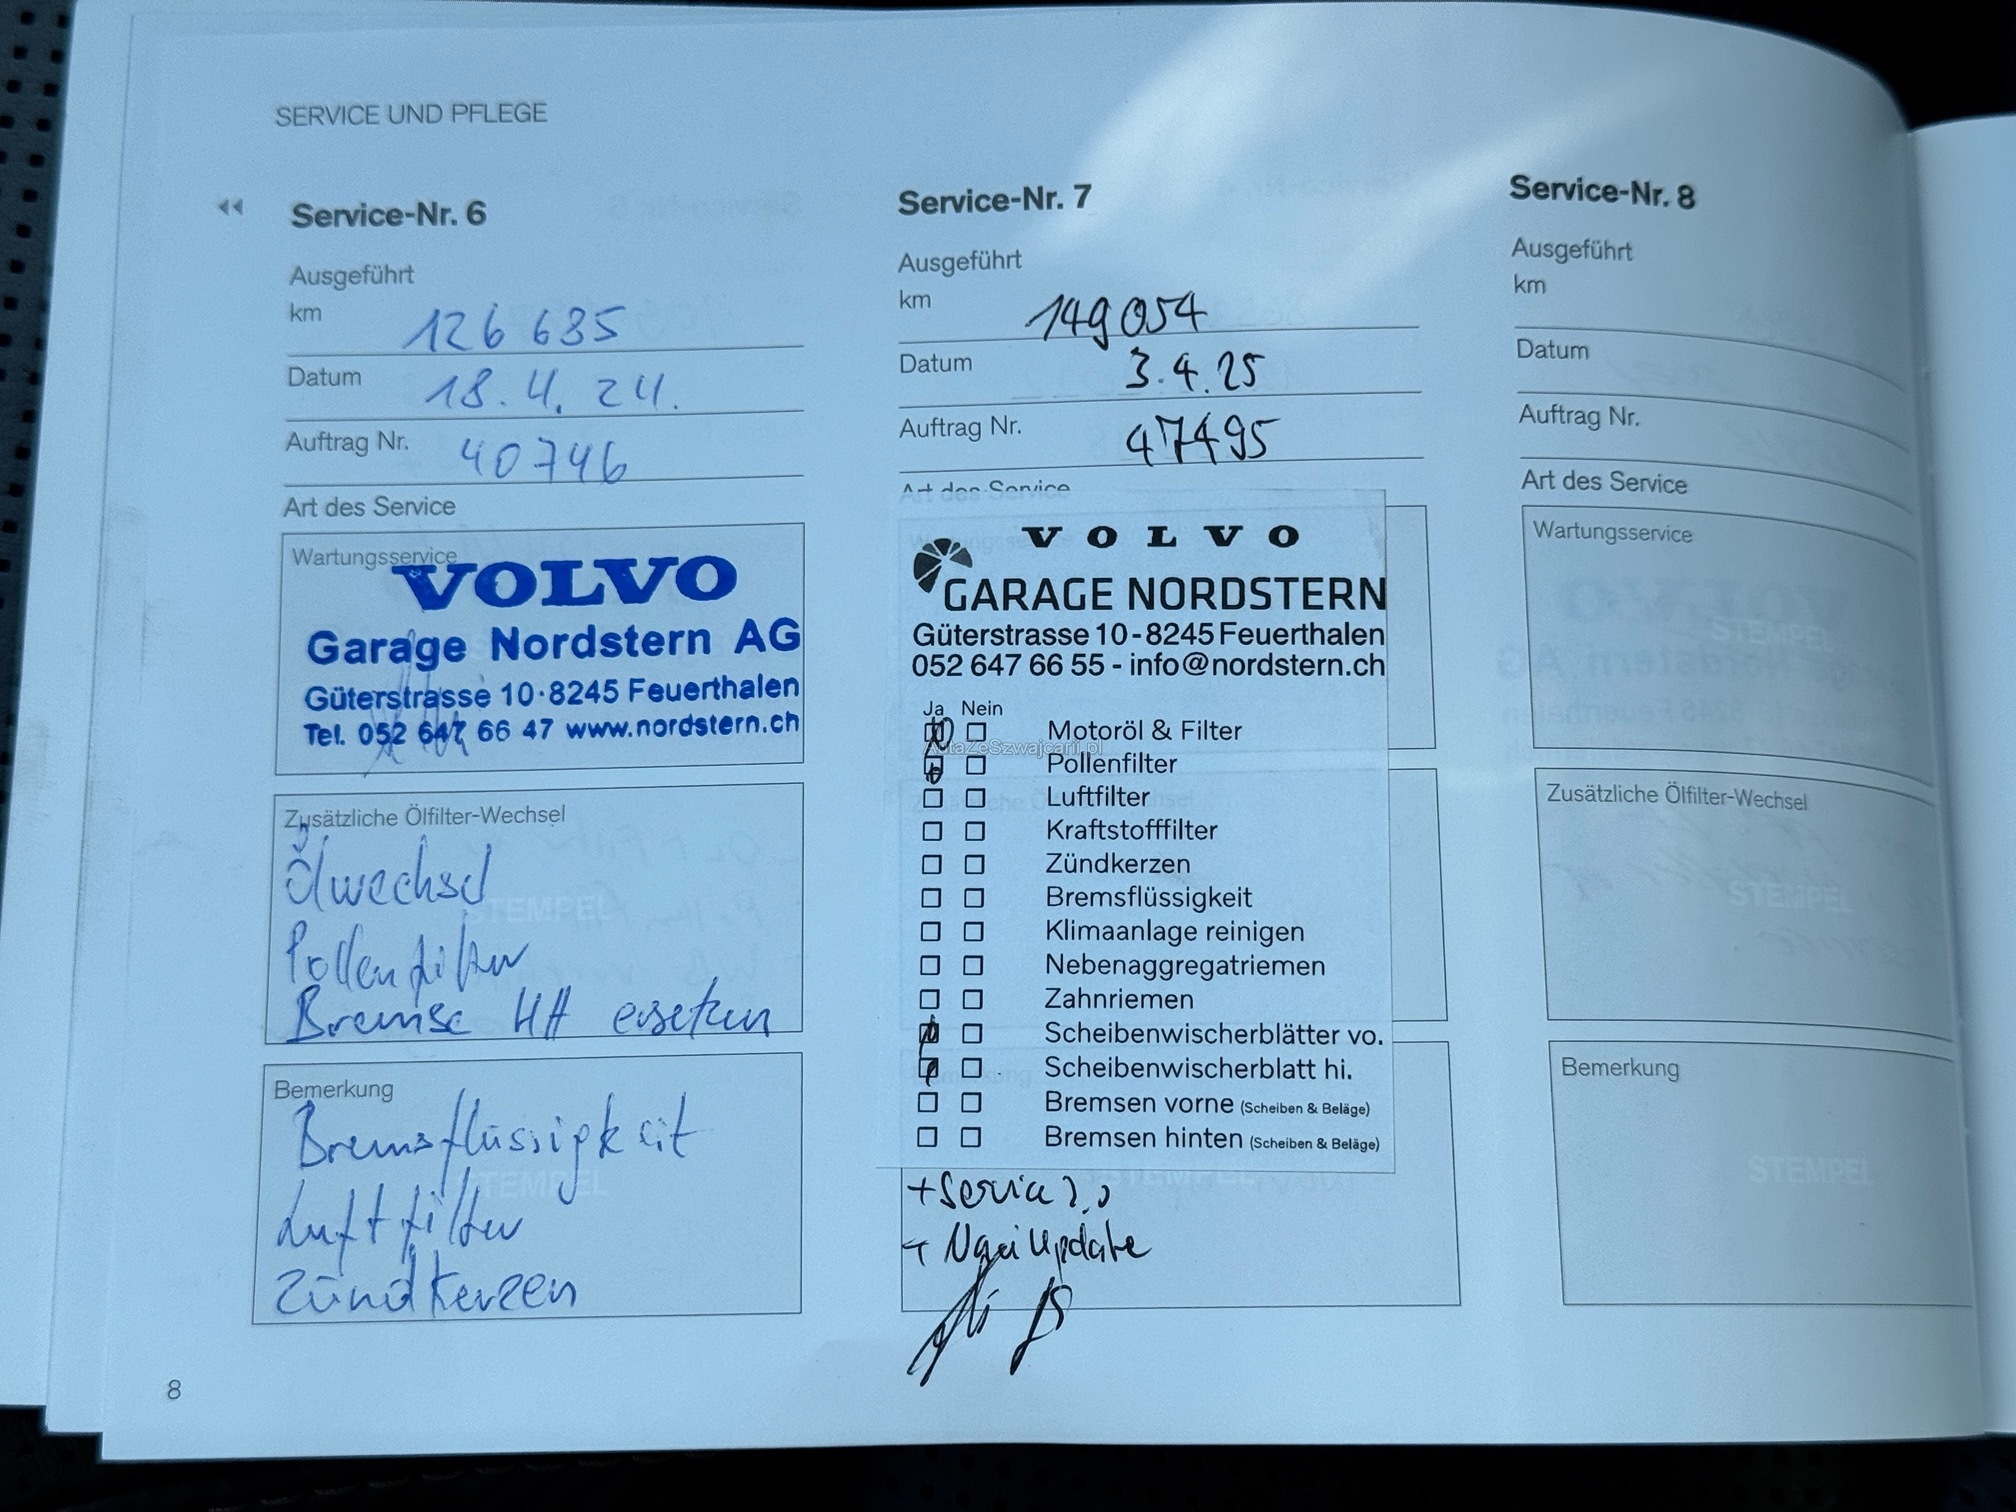 SERVICE UND PFLEGE
Service-Nr. 6
Ausgeführt
km 126 635
Datum 18.4.24.
Auftrag Nr. 40746
Art des Service
Wartungsservice
VOLVO
Garage Nordstern AG
Güterstrasse 10·8245 Feuerthalen
Tel. 052 647 66 47 www.nordstern.ch
Zusätzliche Ölfilter-Wechsel
Ölwechsel
STEMPEL
Pollenfilter
Bremse HA ersetzen
Bemerkung
Bremsflüssigkeit
STEMPEL
Luftfilter
Zündkerzen
8
Service-Nr. 7
Ausgeführt
km 149054
Datum 3.4.25
Auftrag Nr. 47495
Art des Service
VOLVO
GARAGE NORDSTERN
Güterstrasse 10 - 8245 Feuerthalen
052 647 66 55 - info@nordstern.ch
Ja Nein
Motoröl & Filter
AutaZeSzwajcarii.pl
Pollenfilter
Luftfilter
Kraftstofffilter
Zündkerzen
Bremsflüssigkeit
Klimaanlage reinigen
Nebenaggregatriemen
Zahnriemen
Scheibenwischerblätter vo.
Scheibenwischerblatt hi.
Bremsen vorne (Scheiben & Beläge)
Bremsen hinten (Scheiben & Beläge)
+ Service 2.0
+ Navi Update
Service-Nr. 8
Ausgeführt
km
Datum
Auftrag Nr.
Art des Service
Wartungsservice
STEMPEL
Zusätzliche Ölfilter-Wechsel
STEMPEL
Bemerkung
STEMPEL